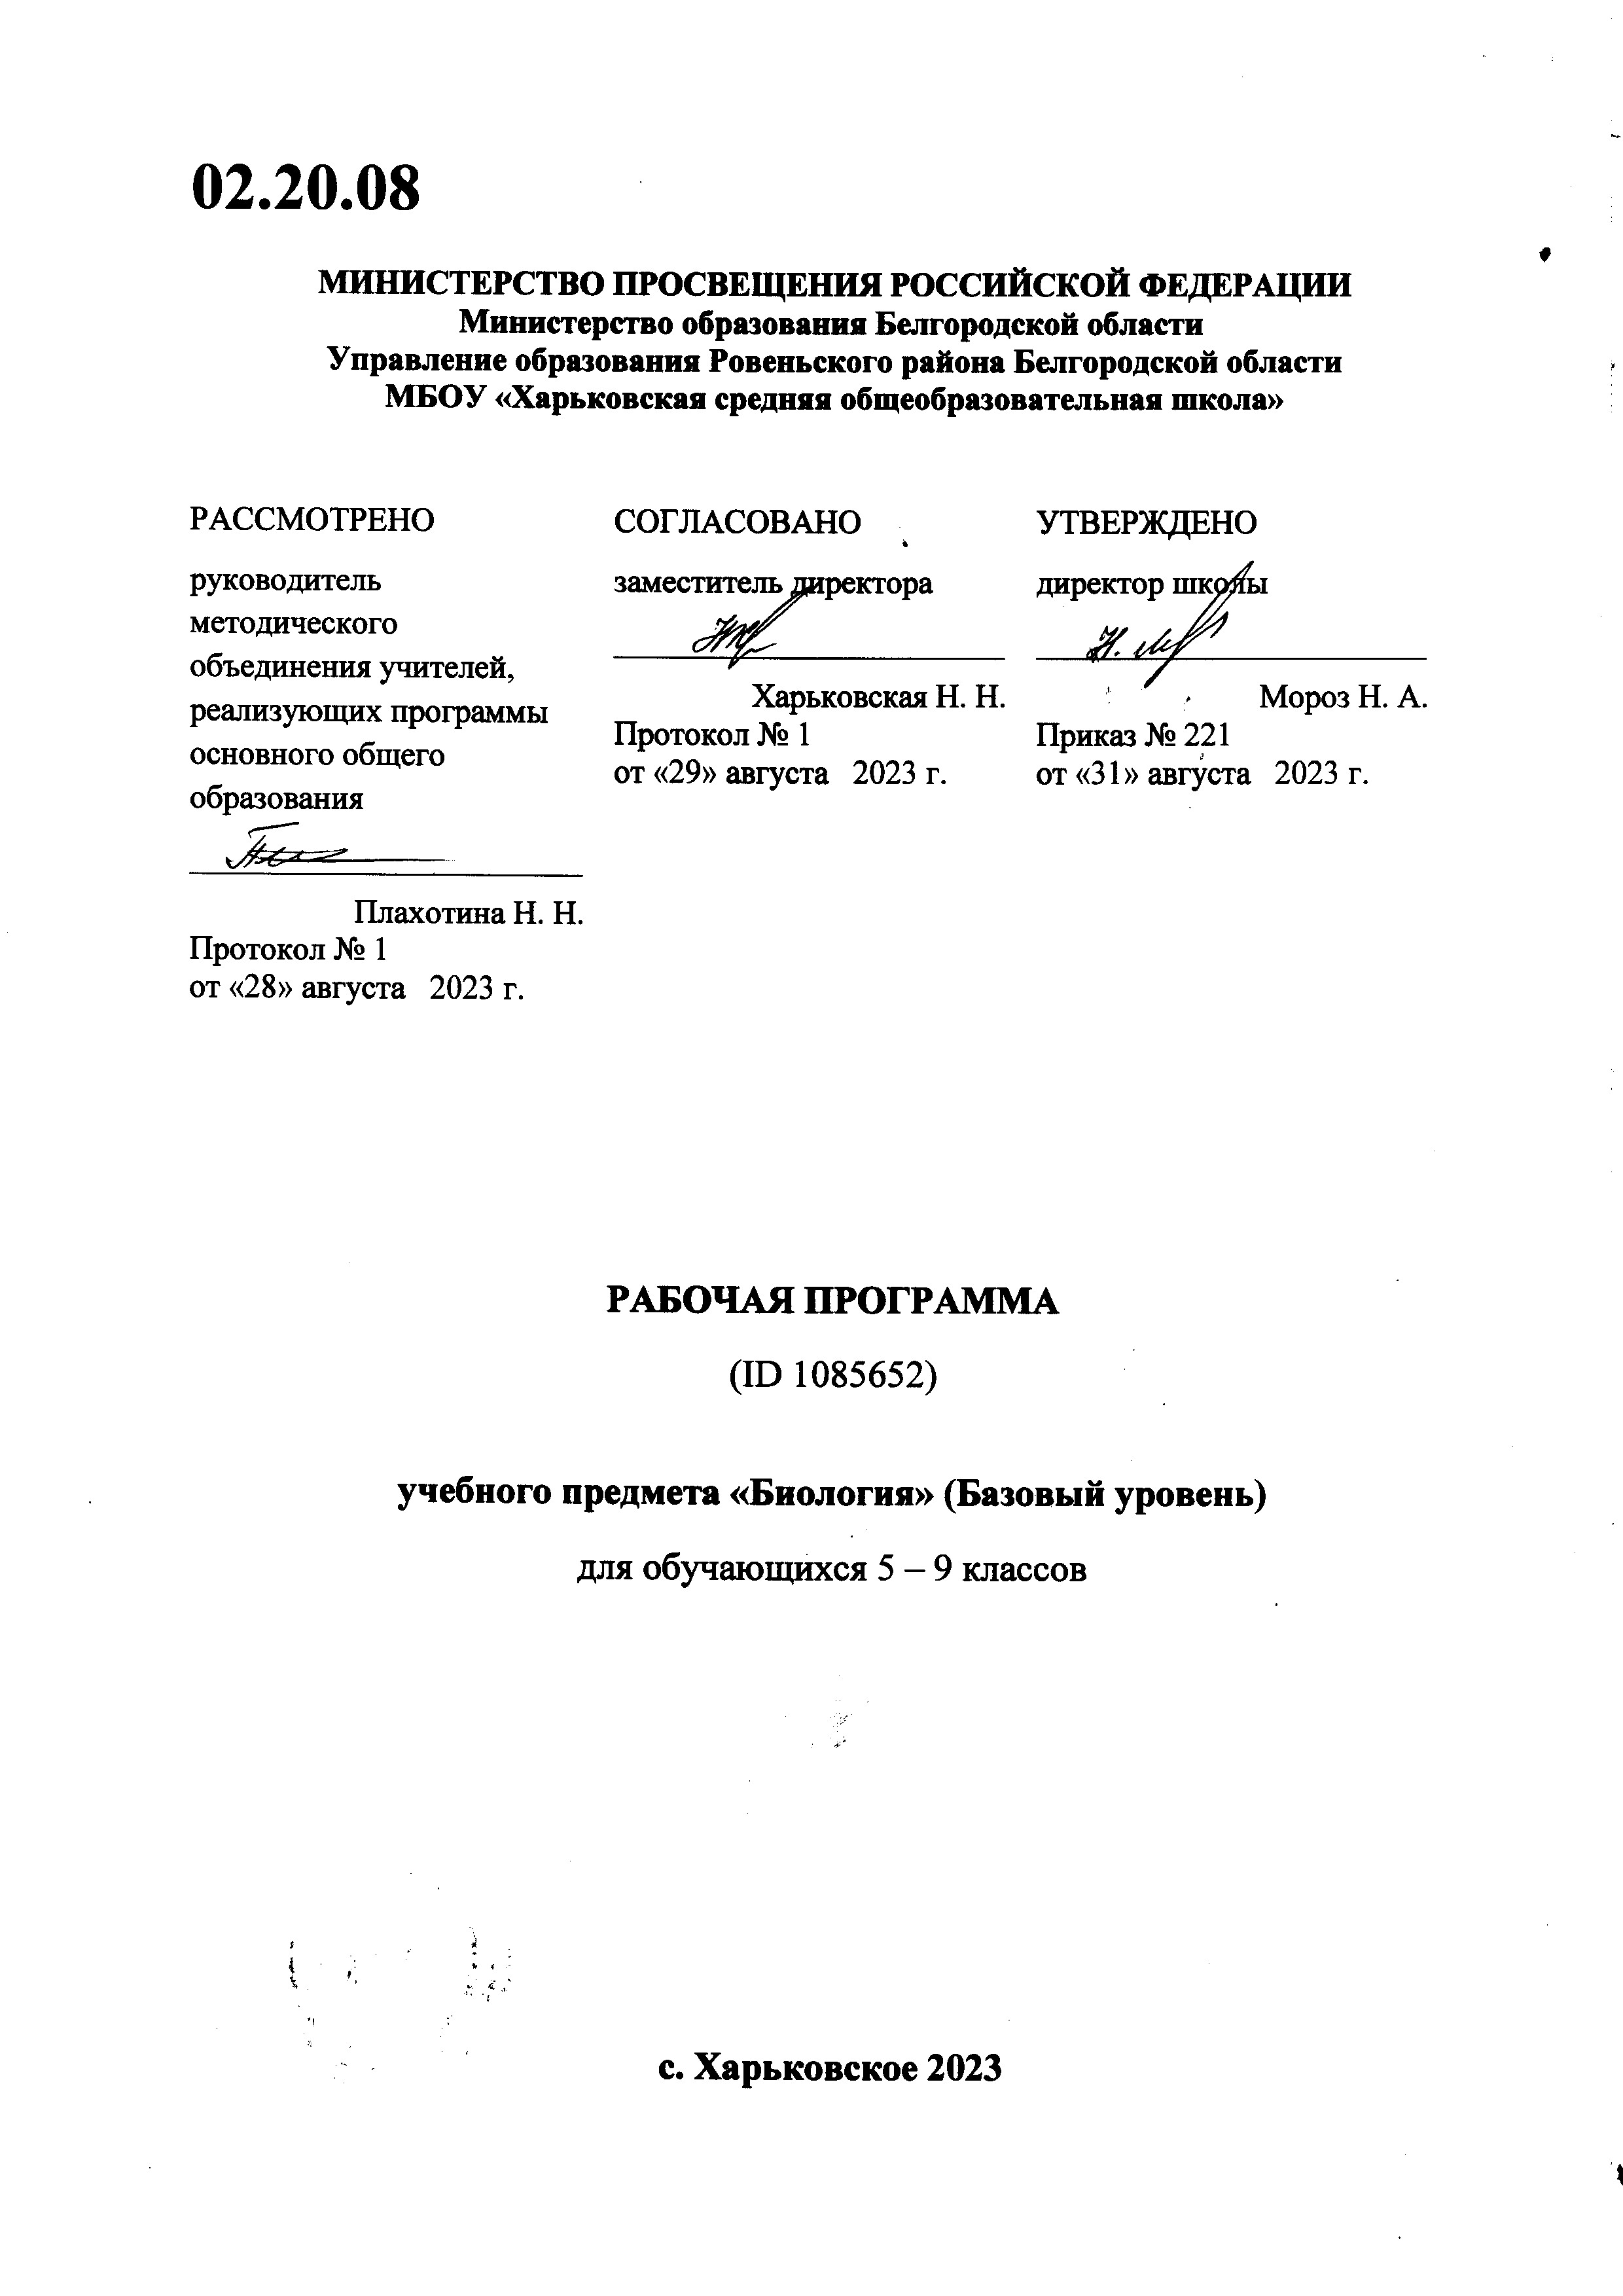 02.20.08
МИНИСТЕРСТВО ПРОСВЕЩЕНИЯ РОССИЙСКОЙ ФЕДЕРАЦИИ
Министерство образования Белгородской области
Управление образования Ровеньского района Белгородской области
МБОУ «Харьковская средняя общеобразовательная школа»
РАССМОТРЕНО
руководитель
методического
объединения учителей,
реализующих программы
основного общего
образования
Плахотина Н. Н.
Протокол № 1
от «28» августа 2023 г.
СОГЛАСОВАНО
заместитель директора
Харьковская Н. Н.
Протокол № 1
от «29» августа 2023 г.
УТВЕРЖДЕНО
директор школы
Мороз Н. А.
Приказ № 221
от «31» августа 2023 г.
РАБОЧАЯ ПРОГРАММА
(ID 1085652)
учебного предмета «Биология» (Базовый уровень)
для обучающихся 5 – 9 классов
с. Харьковское 2023